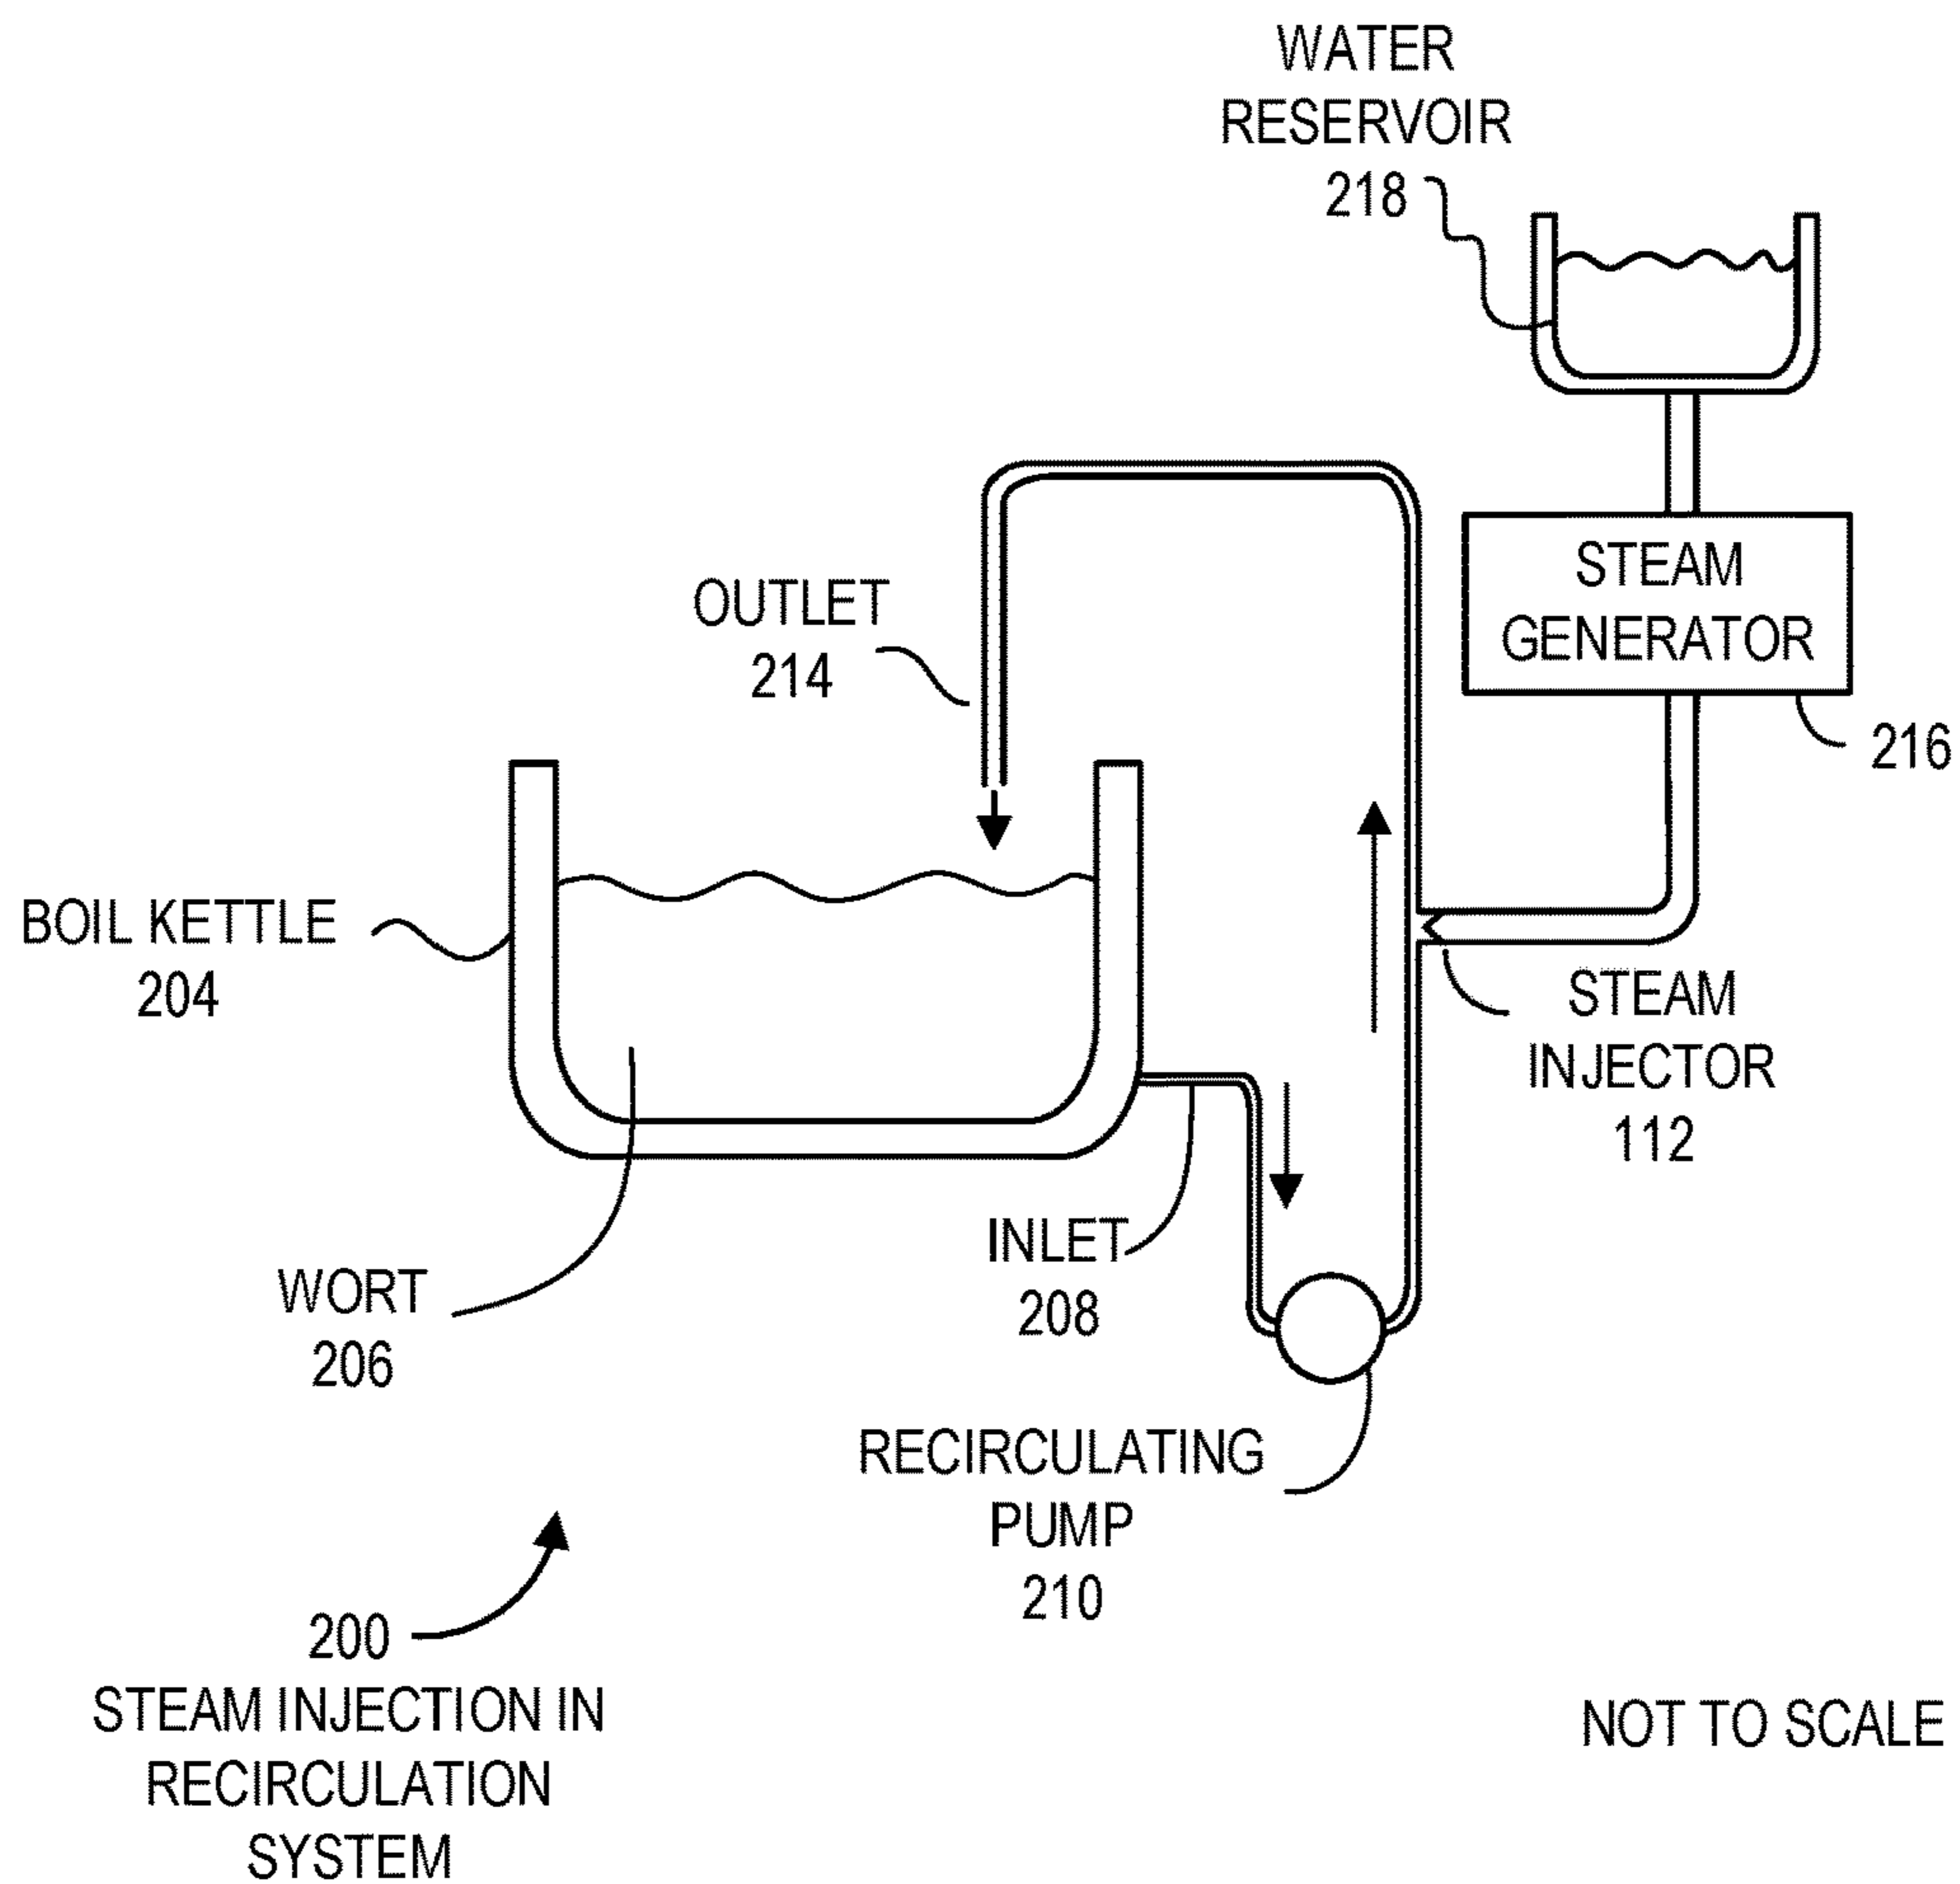 WATER
RESERVOIR
218
STEAM
GENERATOR
216
OUTLET
214
BOIL KETTLE
204
STEAM
INJECTOR
112
INLET
208
WORT
206
RECIRCULATING
PUMP
210
200
STEAM INJECTION IN
RECIRCULATION
SYSTEM
NOT TO SCALE